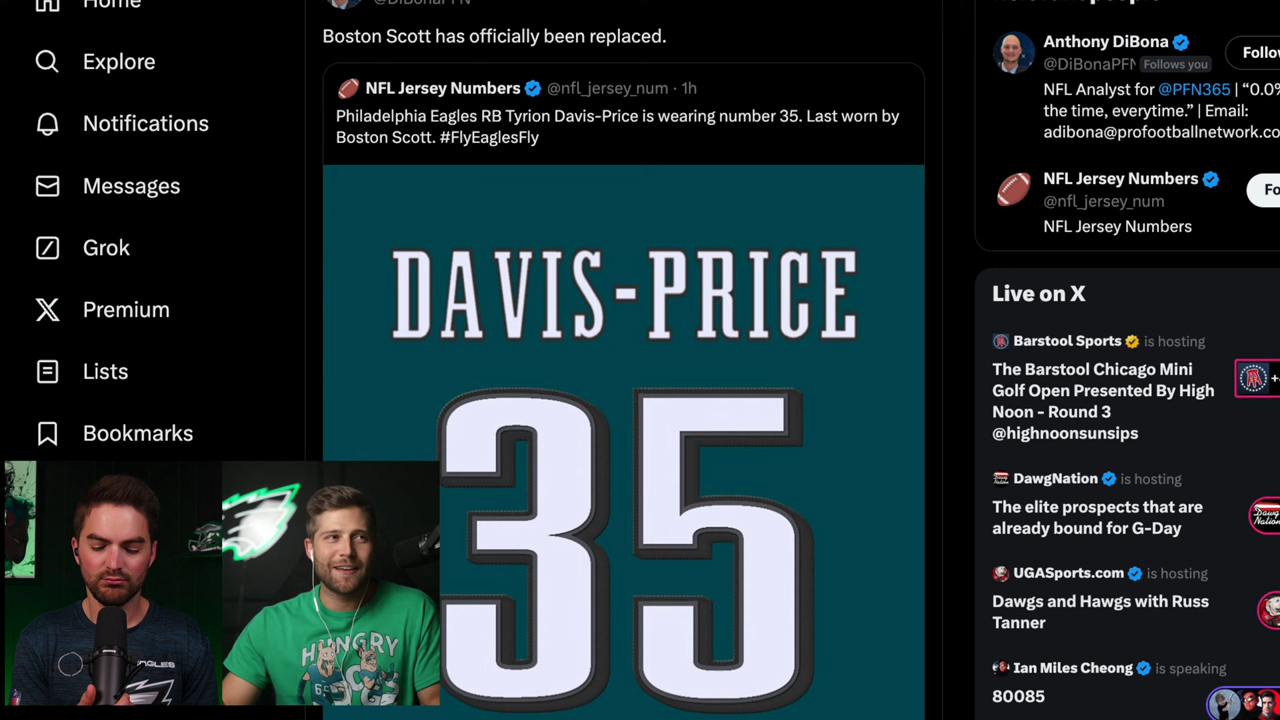 Home
Explore
Notifications
Messages
Grok
Premium
Lists
Bookmarks
@DiBonaPFN
Boston Scott has officially been replaced.
NFL Jersey Numbers @nfl_jersey_num · 1h
Philadelphia Eagles RB Tyrion Davis-Price is wearing number 35. Last worn by
Boston Scott. #FlyEaglesFly
DAVIS-PRICE
35
EAGLES
HUNGRY
Anthony DiBona
@DiBonaPFN Follows you
Follow
NFL Analyst for @PFN365 | “0.0%
the time, everytime.” | Email:
adibona@profootballnetwork.co
NFL Jersey Numbers
@nfl_jersey_num
Fo
NFL Jersey Numbers
Live on X
Barstool Sports is hosting
The Barstool Chicago Mini
Golf Open Presented By High
Noon - Round 3
@highnoonsunsips
DawgNation is hosting
The elite prospects that are
already bound for G-Day
UGASports.com is hosting
Dawgs and Hawgs with Russ
Tanner
Ian Miles Cheong is speaking
80085